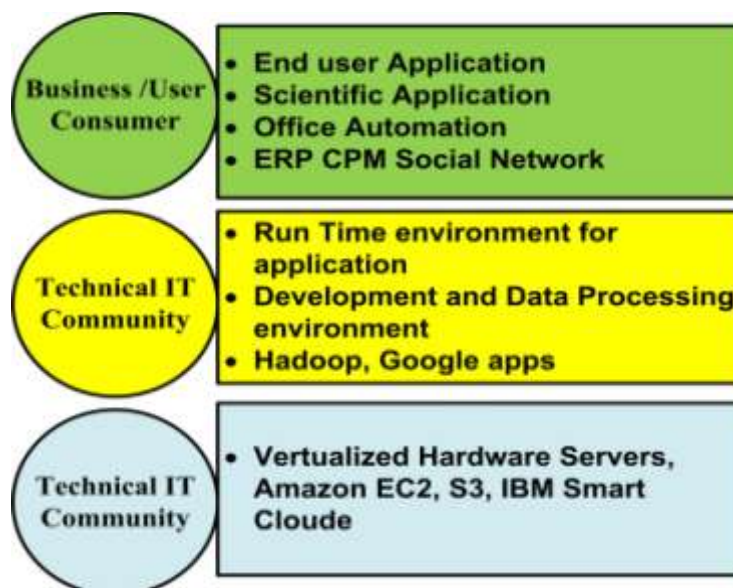 Business /User
Consumer
• End user Application
• Scientific Application
• Office Automation
• ERP CPM Social Network
Technical IT
Community
• Run Time environment for
application
• Development and Data Processing
environment
• Hadoop, Google apps
Technical IT
Community
• Vertualized Hardware Servers,
Amazon EC2, S3, IBM Smart
Cloude